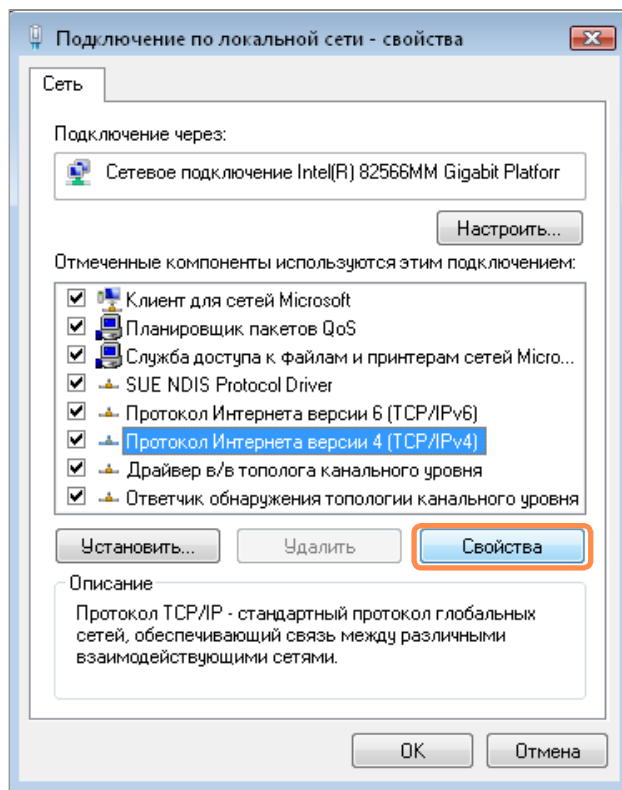 Подключение по локальной сети - свойства
Сеть
Подключение через:
Сетевое подключение Intel(R) 82566MM Gigabit Platforr
Настроить...
Отмеченные компоненты используются этим подключением:
Клиент для сетей Microsoft
Планировщик пакетов QoS
Служба доступа к файлам и принтерам сетей Micro...
SUE NDIS Protocol Driver
Протокол Интернета версии 6 (TCP/IPv6)
Протокол Интернета версии 4 (TCP/IPv4)
Драйвер в/в тополога канального уровня
Ответчик обнаружения топологии канального уровня
Установить... Удалить Свойства
Описание
Протокол TCP/IP - стандартный протокол глобальных
сетей, обеспечивающий связь между различными
взаимодействующими сетями.
OK Отмена